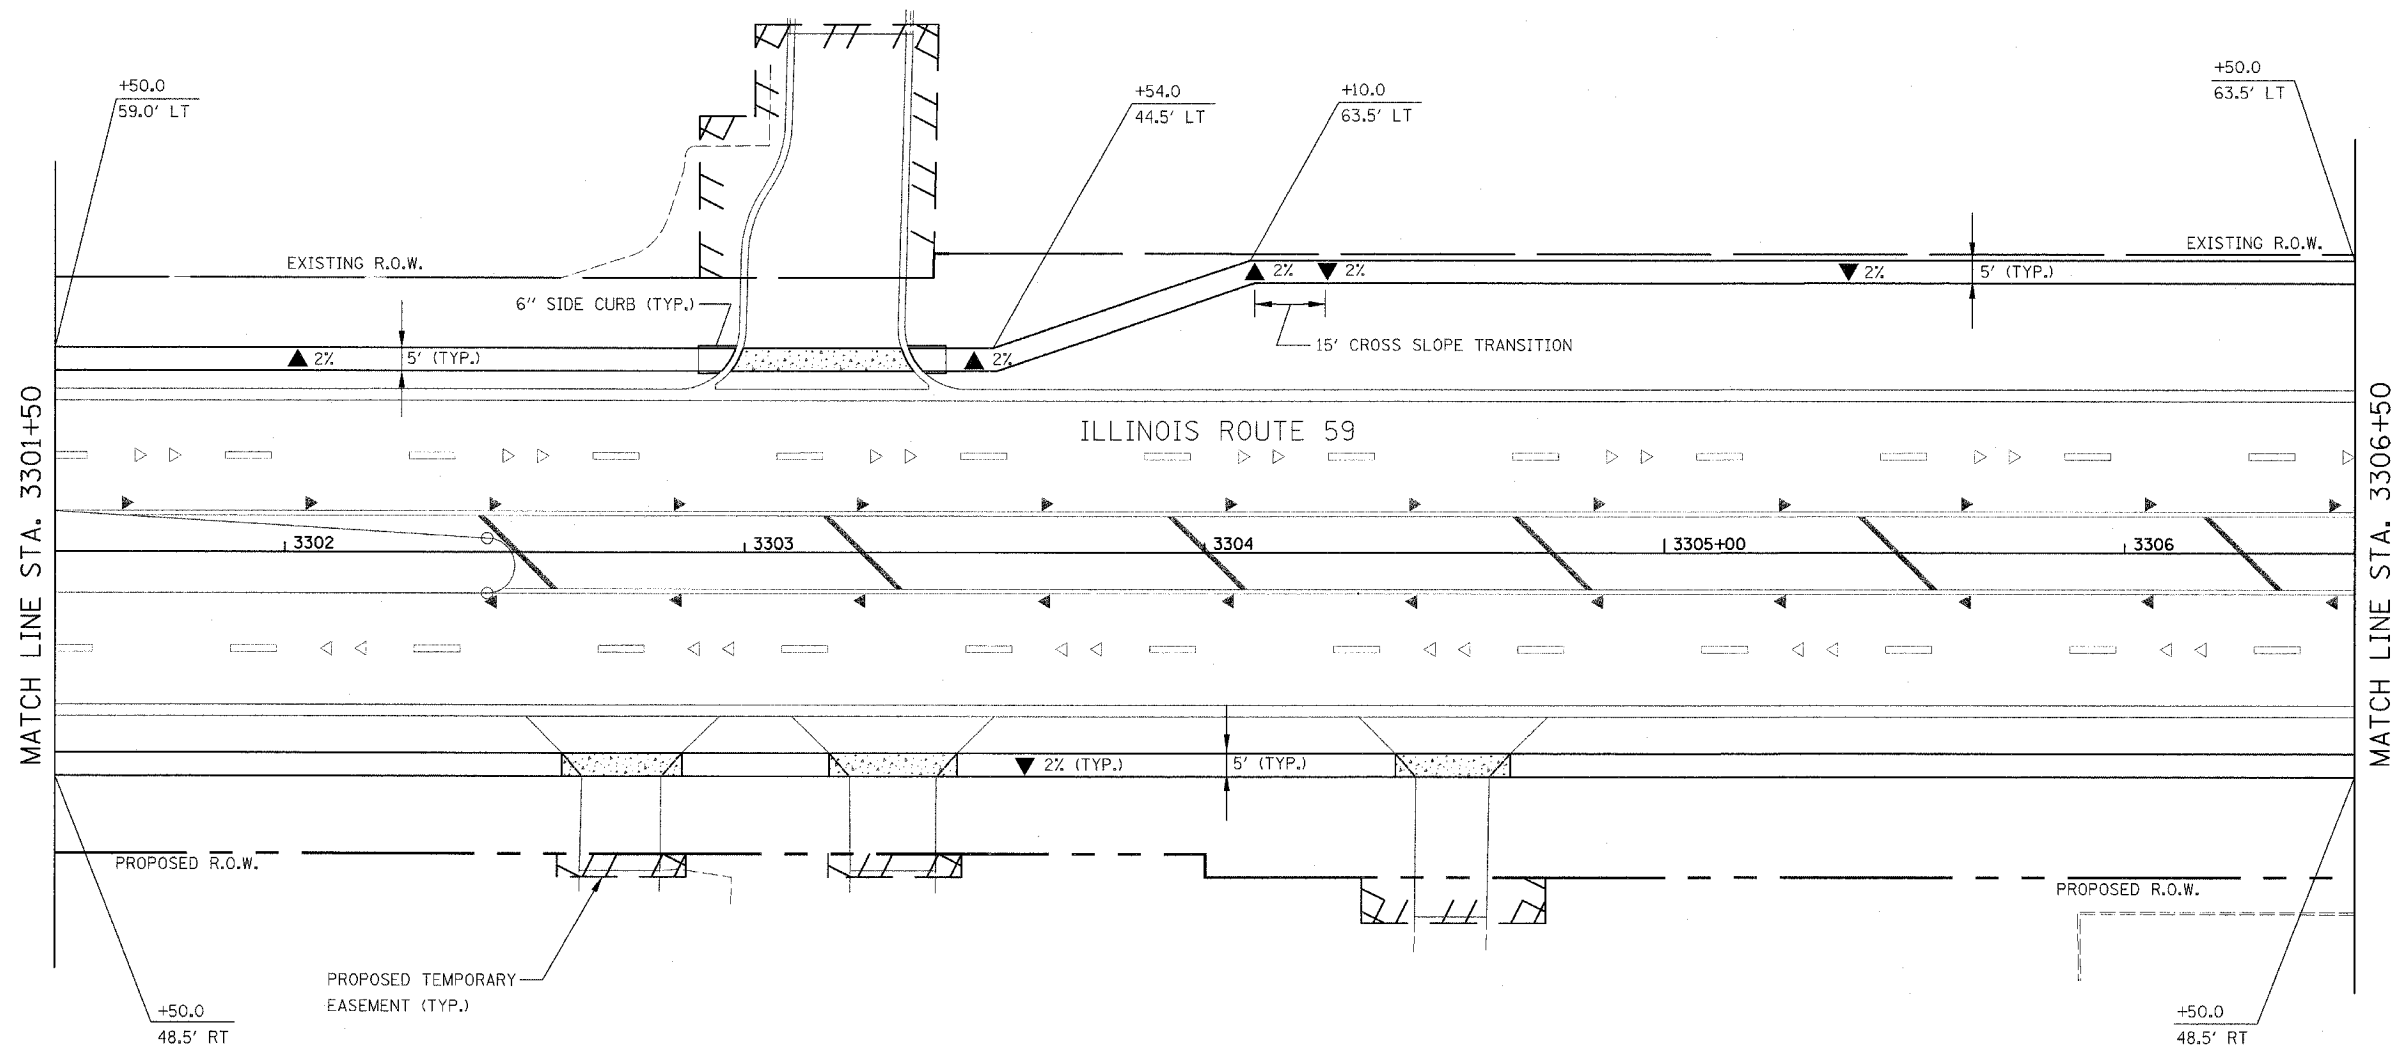 +50.0
59.0' LT
+54.0
44.5' LT
+10.0
63.5' LT
+50.0
63.5' LT
EXISTING R.O.W.
EXISTING R.O.W.
2%
2%
2%
5' (TYP.)
6" SIDE CURB (TYP.)
15' CROSS SLOPE TRANSITION
2%
5' (TYP.)
2%
ILLINOIS ROUTE 59
MATCH LINE STA. 3301+50
MATCH LINE STA. 3306+50
3302
3303
3304
3305+00
3306
2% (TYP.)
5' (TYP.)
PROPOSED R.O.W.
PROPOSED R.O.W.
PROPOSED TEMPORARY
EASEMENT (TYP.)
+50.0
48.5' RT
+50.0
48.5' RT